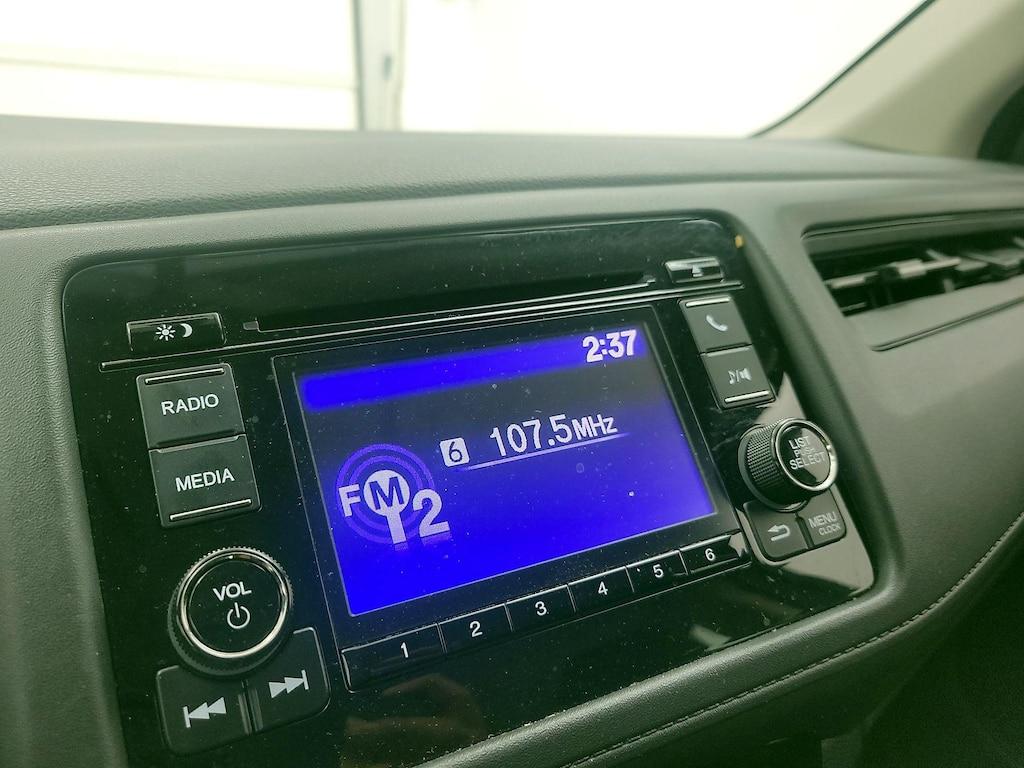 2:37
RADIO
MEDIA
6 107.5MHz
FM2
LIST
PUSH
SELECT
MENU
CLOCK
VOL
1 2 3 4 5 6